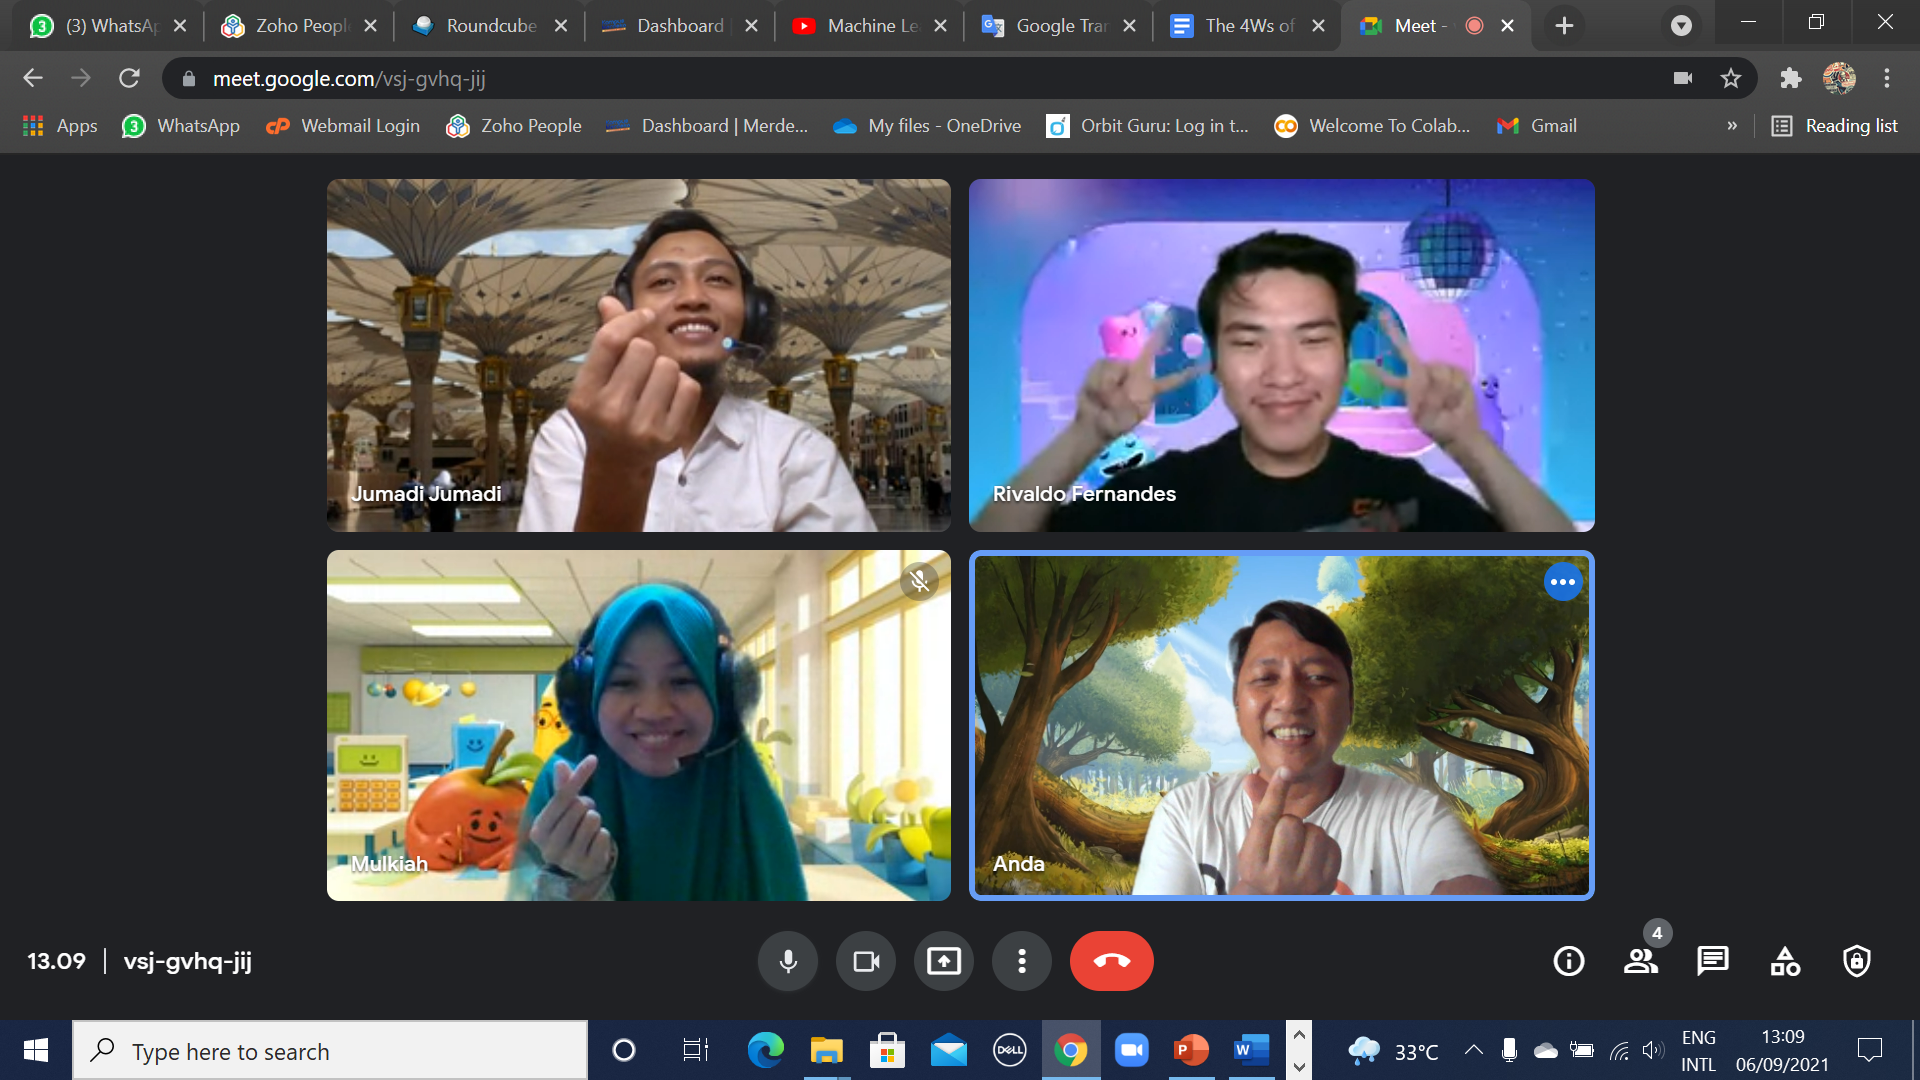 (3) WhatsAp
Zoho Peopl
Roundcube
Dashboard
Machine Le
Google Tran
The 4Ws of
Meet -
meet.google.com/vsj-gvhq-jij
Apps
3
WhatsApp
Webmail Login
Zoho People
Dashboard | Merde...
My files - OneDrive
Orbit Guru: Log in t...
Welcome To Colab...
Gmail
»
Reading list
Jumadi Jumadi
Rivaldo Fernandes
Mulkiah
Anda
13.09 | vsj-gvhq-jij
4
Type here to search
DELL
33°C
ENG
INTL
13:09
06/09/2021